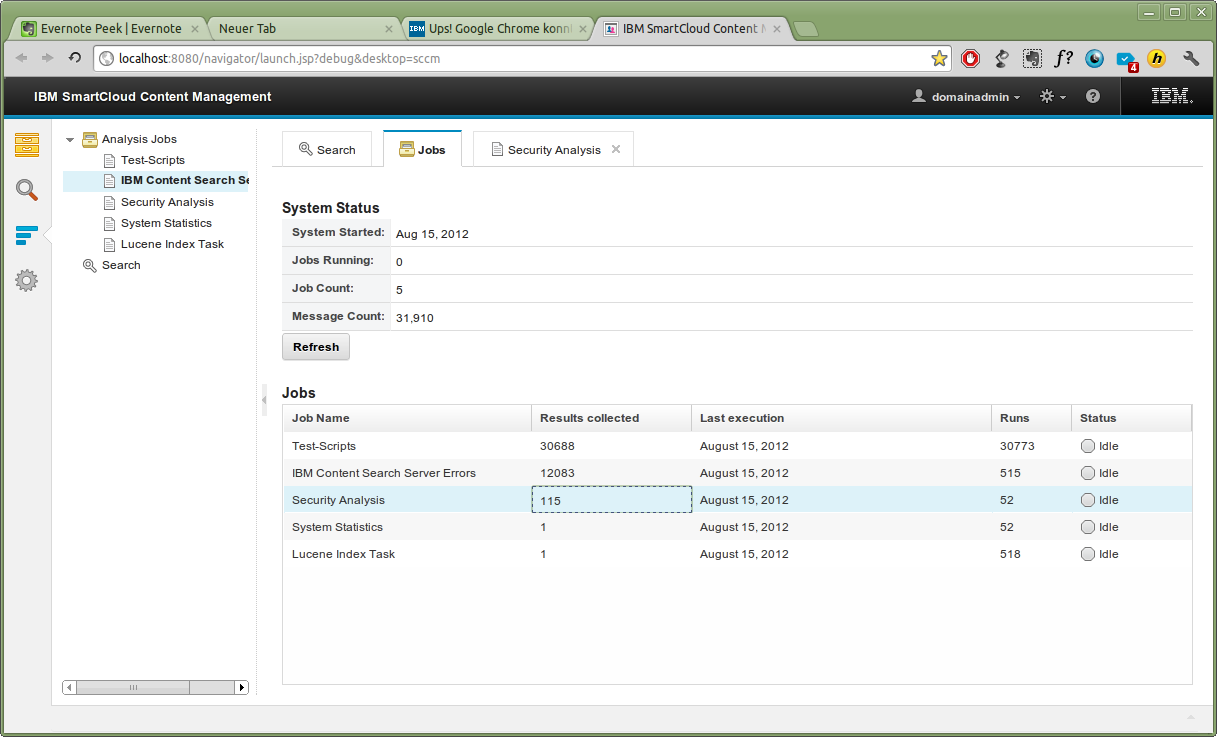 Evernote Peek | Evernote
Neuer Tab
IBM Ups! Google Chrome konn
IBM SmartCloud Content M
localhost:8080/navigator/launch.jsp?debug&desktop=sccm
f?
4
h
IBM SmartCloud Content Management
domainadmin
?
IBM.
Analysis Jobs
Test-Scripts
IBM Content Search Se
Security Analysis
System Statistics
Lucene Index Task
Search
Search
Jobs
Security Analysis
System Status
System Started: Aug 15, 2012
Jobs Running: 0
Job Count: 5
Message Count: 31,910
Refresh
Jobs
Job Name Results collected Last execution Runs Status
Test-Scripts 30688 August 15, 2012 30773 Idle
IBM Content Search Server Errors 12083 August 15, 2012 515 Idle
Security Analysis 115 August 15, 2012 52 Idle
System Statistics 1 August 15, 2012 52 Idle
Lucene Index Task 1 August 15, 2012 518 Idle